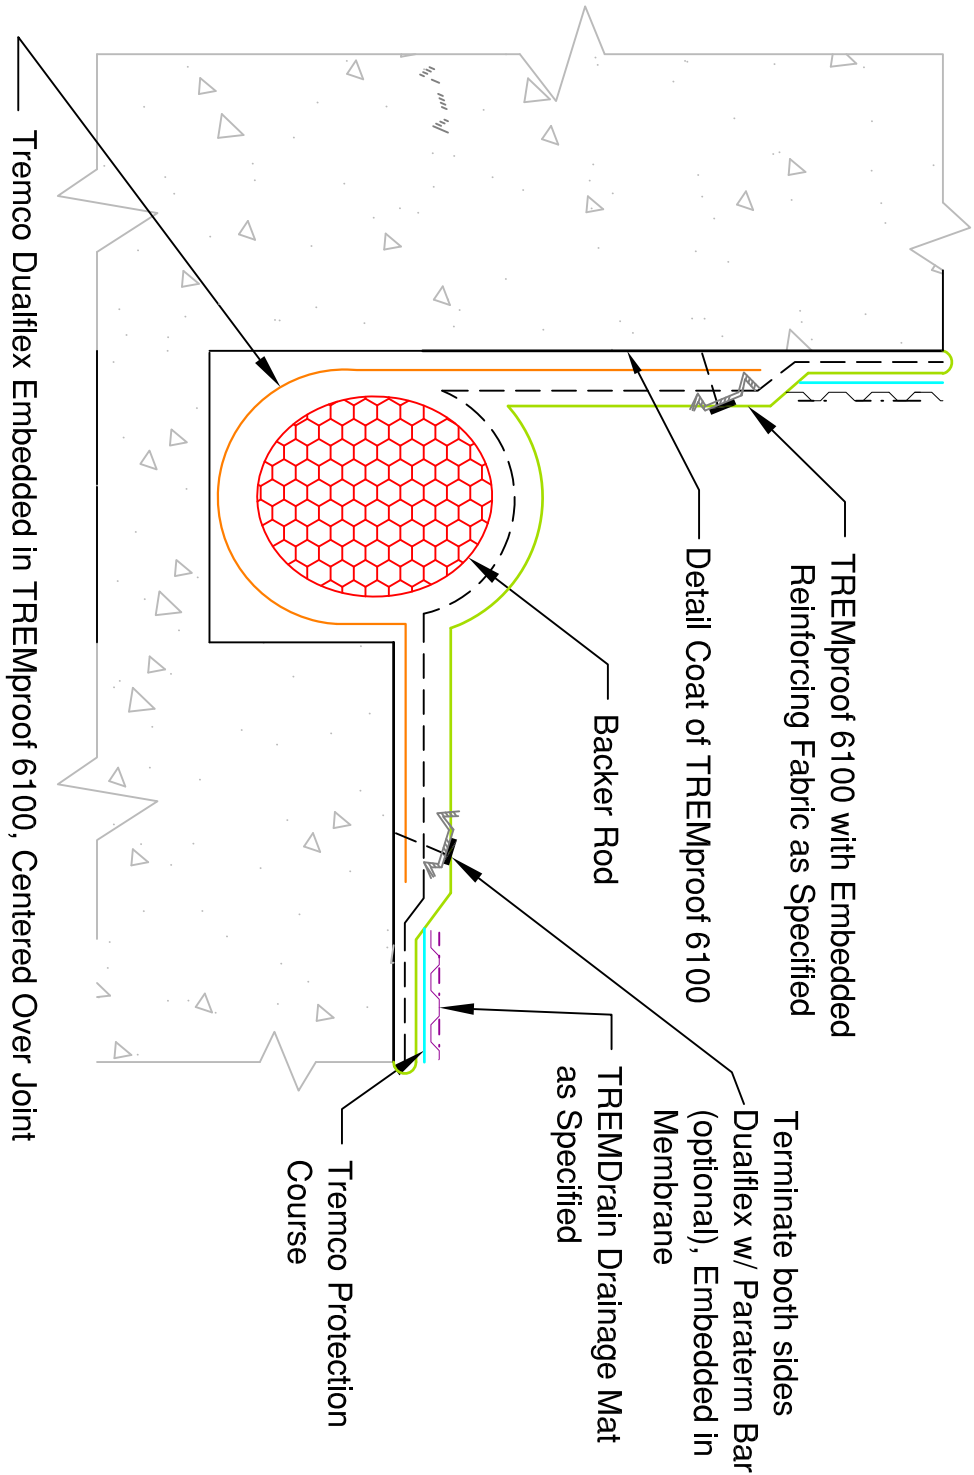 TREMproof 6100 with Embedded
Reinforcing Fabric as Specified
Detail Coat of TREMproof 6100
Backer Rod
Terminate both sides
Dualflex w/ Paraterm Bar
(optional), Embedded in
Membrane
TREMDrain Drainage Mat
as Specified
Tremco Protection
Course
Tremco Dualflex Embedded in TREMproof 6100, Centered Over Joint